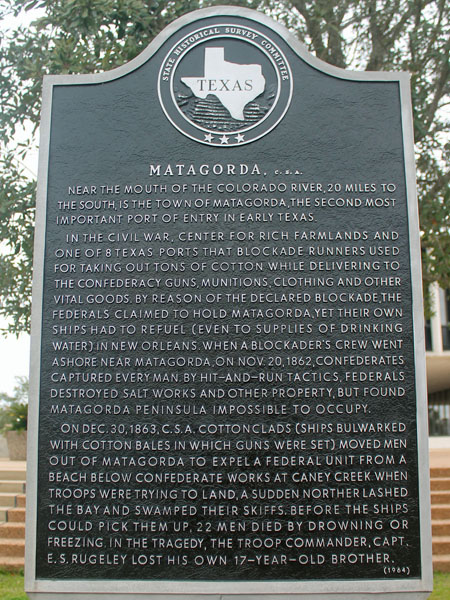 STATE HISTORICAL SURVEY COMMITTEE
TEXAS
MATAGORDA, C.S.A.
NEAR THE MOUTH OF THE COLORADO RIVER, 20 MILES TO
THE SOUTH, IS THE TOWN OF MATAGORDA, THE SECOND MOST
IMPORTANT PORT OF ENTRY IN EARLY TEXAS.
IN THE CIVIL WAR, CENTER FOR RICH FARMLANDS AND
ONE OF 8 TEXAS PORTS THAT BLOCKADE RUNNERS USED
FOR TAKING OUT TONS OF COTTON WHILE DELIVERING TO
THE CONFEDERACY GUNS, MUNITIONS, CLOTHING AND OTHER
VITAL GOODS. BY REASON OF THE DECLARED BLOCKADE, THE
FEDERALS CLAIMED TO HOLD MATAGORDA, YET THEIR OWN
SHIPS HAD TO REFUEL (EVEN TO SUPPLIES OF DRINKING
WATER) IN NEW ORLEANS. WHEN A BLOCKADER'S CREW WENT
ASHORE NEAR MATAGORDA, ON NOV. 20, 1862, CONFEDERATES
CAPTURED EVERY MAN. BY HIT-AND-RUN TACTICS, FEDERALS
DESTROYED SALT WORKS AND OTHER PROPERTY, BUT FOUND
MATAGORDA PENINSULA IMPOSSIBLE TO OCCUPY.
ON DEC. 30, 1863, C.S.A. COTTONCLADS (SHIPS BULWARKED
WITH COTTON BALES IN WHICH GUNS WERE SET) MOVED MEN
OUT OF MATAGORDA TO EXPEL A FEDERAL UNIT FROM A
BEACH BELOW CONFEDERATE WORKS AT CANEY CREEK WHEN
TROOPS WERE TRYING TO LAND, A SUDDEN NORTHER LASHED
THE BAY AND SWAMPED THEIR SKIFFS. BEFORE THE SHIPS
COULD PICK THEM UP, 22 MEN DIED BY DROWNING OR
FREEZING. IN THE TRAGEDY, THE TROOP COMMANDER, CAPT.
E.S. RUGELEY LOST HIS OWN 17-YEAR-OLD BROTHER.
(1964)